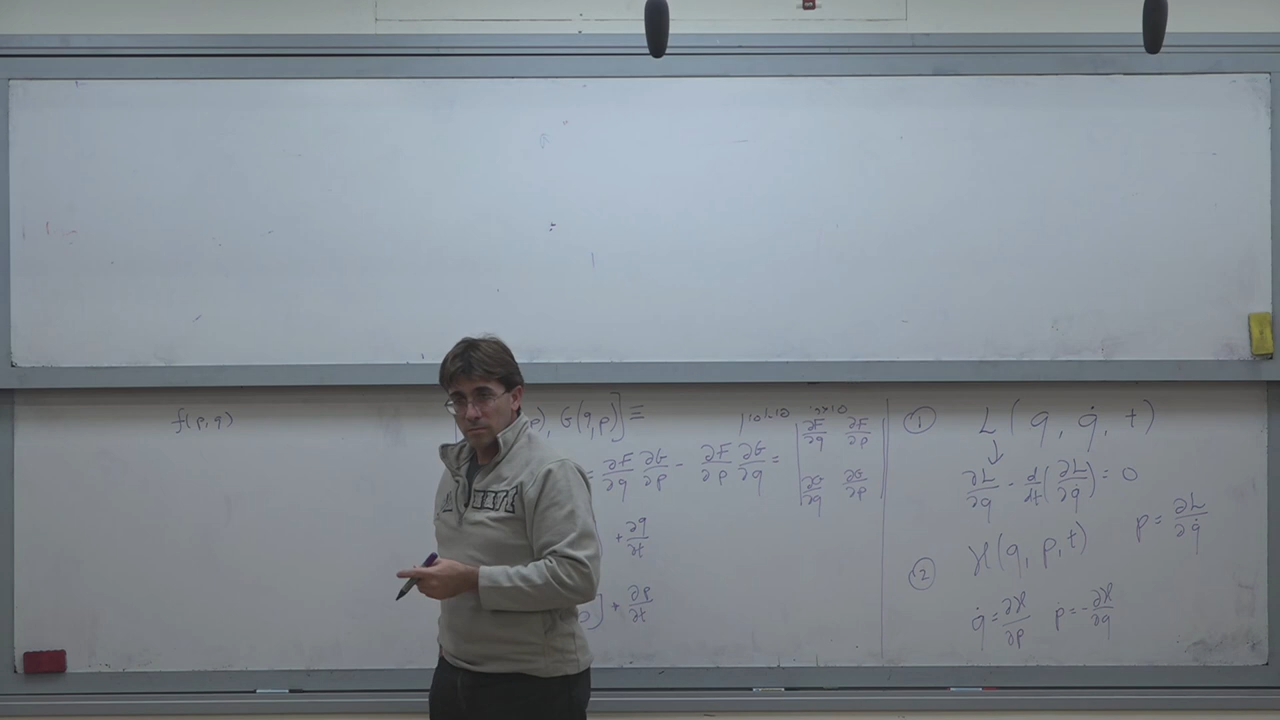 f(p,q)
p), G(q,p)] ≡
= ∂F/∂q ∂G/∂p - ∂F/∂p ∂G/∂q = | ∂F/∂q ∂F/∂p
∂G/∂q ∂G/∂p |
+ ∂q/∂t
] + ∂p/∂t
① L(q, q̇, t)
↓
∂L/∂q - d/dt(∂L/∂q̇) = 0
p = ∂L/∂q̇
② H(q, p, t)
q̇ = ∂H/∂p ṗ = -∂H/∂q